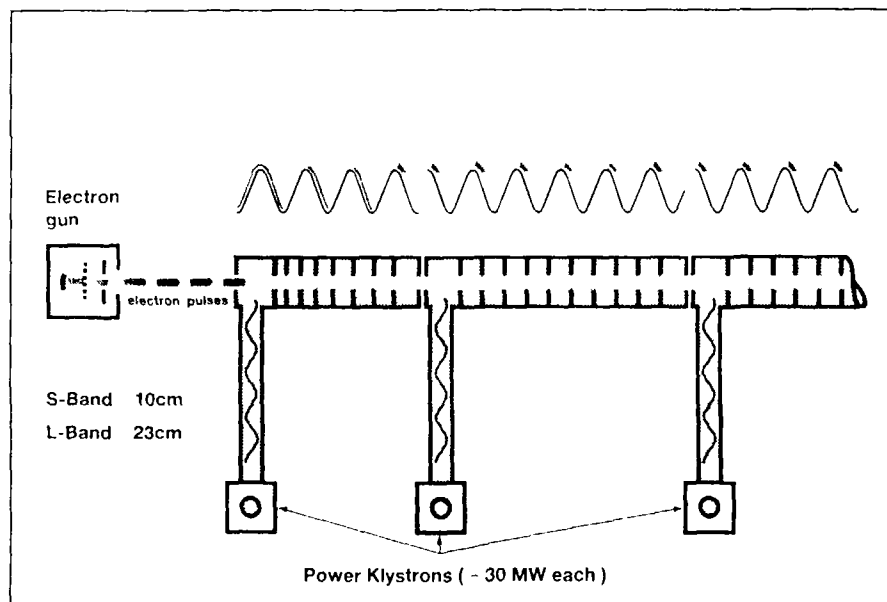 Electron
gun
electron pulses
S-Band 10cm
L-Band 23cm
Power Klystrons ( - 30 MW each )